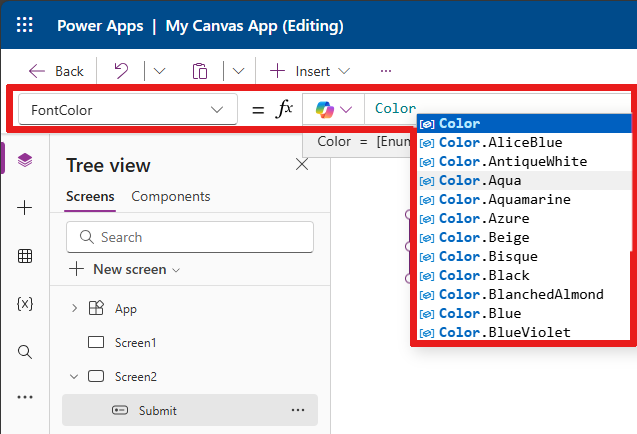 Power Apps | My Canvas App (Editing)
Back
Insert
FontColor
= fx
Color
Color = [Enum
Color
Color.AliceBlue
Color.AntiqueWhite
Color.Aqua
Color.Aquamarine
Color.Azure
Color.Beige
Color.Bisque
Color.Black
Color.BlanchedAlmond
Color.Blue
Color.BlueViolet
Tree view
Screens Components
Search
New screen
App
Screen1
Screen2
Submit